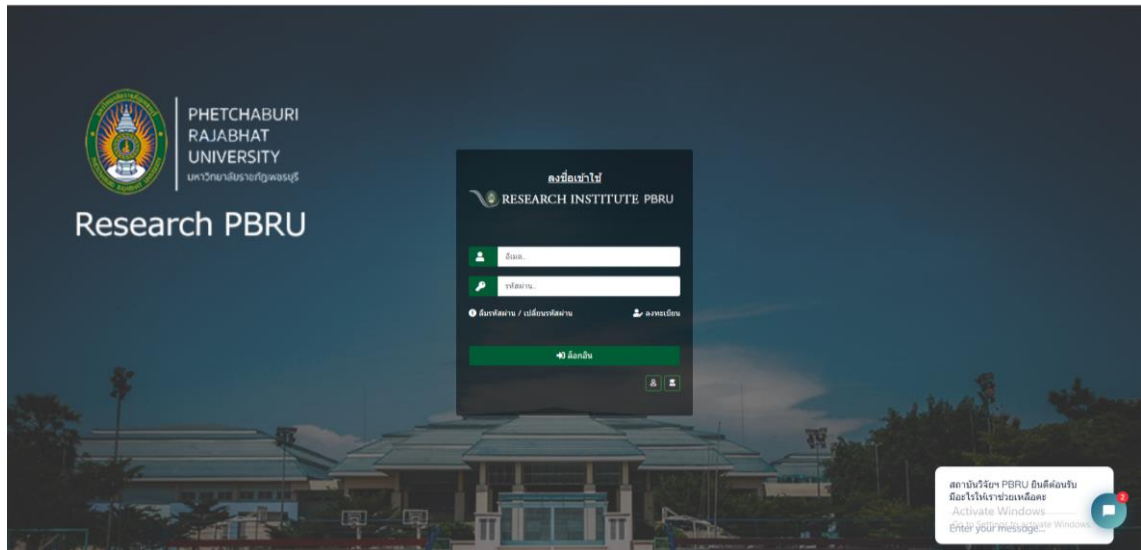 PHETCHABURI
RAJABHAT
UNIVERSITY
มหาวิทยาลัยราชภัฏเพชรบุรี
Research PBRU
ลงชื่อเข้าใช้
RESEARCH INSTITUTE PBRU
อีเมล..
รหัสผ่าน..
ลืมรหัสผ่าน / เปลี่ยนรหัสผ่าน
ลงทะเบียน
ล็อกอิน
สถาบันวิจัยฯ PBRU ยินดีต้อนรับ
มีอะไรให้เราช่วยเหลือคะ
Activate Windows
Go to Settings to activate Windows.
Enter your message...
2